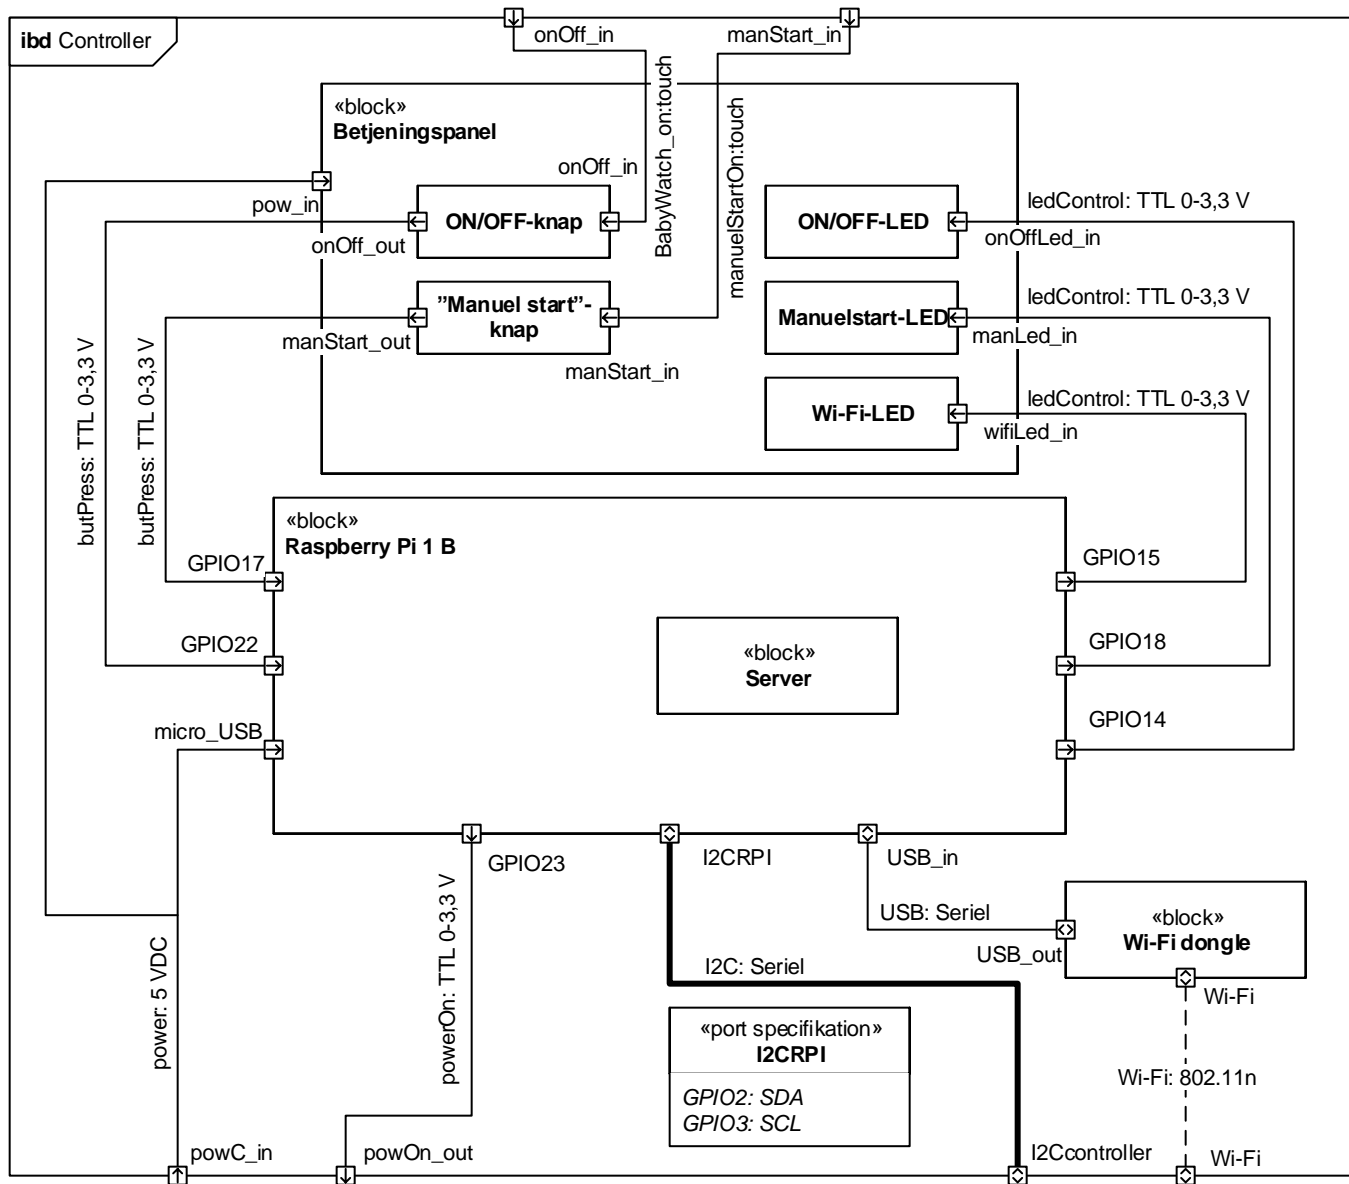 ibd Controller
onOff_in
manStart_in
BabyWatch_on:touch
manuelStartOn:touch
«block»
Betjeningspanel
onOff_in
pow_in
ON/OFF-knap
onOff_out
ON/OFF-LED
ledControl: TTL 0-3,3 V
onOffLed_in
”Manuel start”-
knap
manStart_out
manStart_in
Manuelstart-LED
ledControl: TTL 0-3,3 V
manLed_in
Wi-Fi-LED
ledControl: TTL 0-3,3 V
wifiLed_in
butPress: TTL 0-3,3 V
butPress: TTL 0-3,3 V
«block»
Raspberry Pi 1 B
GPIO17
GPIO15
GPIO22
GPIO18
«block»
Server
micro_USB
GPIO14
GPIO23
I2CRPI
USB_in
USB: Seriel
USB_out
«block»
Wi-Fi dongle
Wi-Fi
power: 5 VDC
powerOn: TTL 0-3,3 V
I2C: Seriel
«port specifikation»
I2CRPI
GPIO2: SDA
GPIO3: SCL
Wi-Fi: 802.11n
powC_in
powOn_out
I2Ccontroller
Wi-Fi